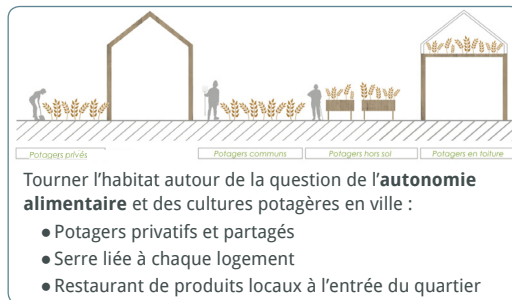 Potagers privés
Potagers communs
Potagers hors sol
Potagers en toiture
Tourner l’habitat autour de la question de l’autonomie
alimentaire et des cultures potagères en ville :
● Potagers privatifs et partagés
● Serre liée à chaque logement
● Restaurant de produits locaux à l’entrée du quartier